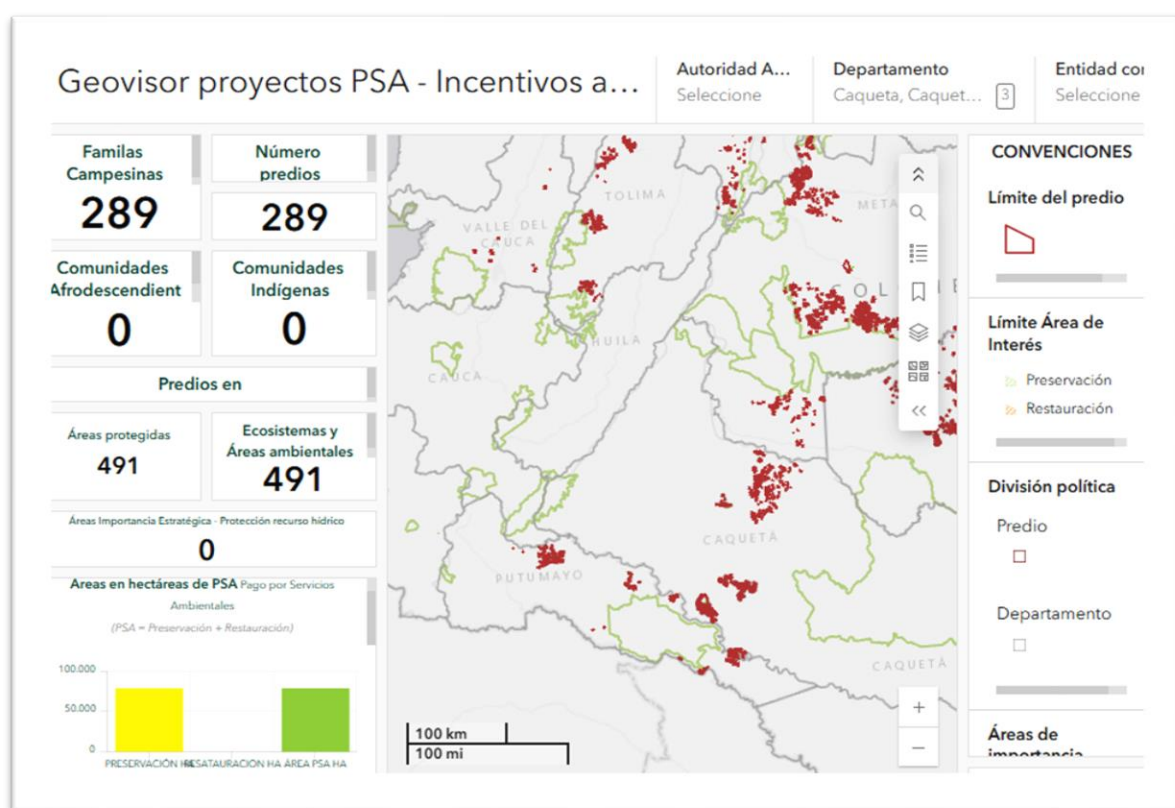 Geovisor proyectos PSA - Incentivos a...
Autoridad A...
Seleccione
Departamento
Caqueta, Caquet...
3
Entidad cor
Seleccione
Familas
Campesinas
289
Número
predios
289
Comunidades
Afrodescendient
0
Comunidades
Indígenas
0
Predios en
Áreas protegidas
491
Ecosistemas y
Áreas ambientales
491
Áreas Importancia Estratégica - Protección recurso hídrico
0
Areas en hectáreas de PSA Pago por Servicios
Ambientales
(PSA = Preservación + Restauración)
100.000
50.000
0
PRESERVACIÓN HA
RESATAURACION HA
ÁREA PSA HA
TOLIMA
VALLE DEL
CAUCA
META
COLO
HUILA
CAUCA
CAQUETÁ
PUTUMAYO
CAQUETÁ
100 km
100 mi
CONVENCIONES
Límite del predio
Límite Área de
Interés
Preservación
Restauración
División política
Predio
Departamento
Áreas de
importancia